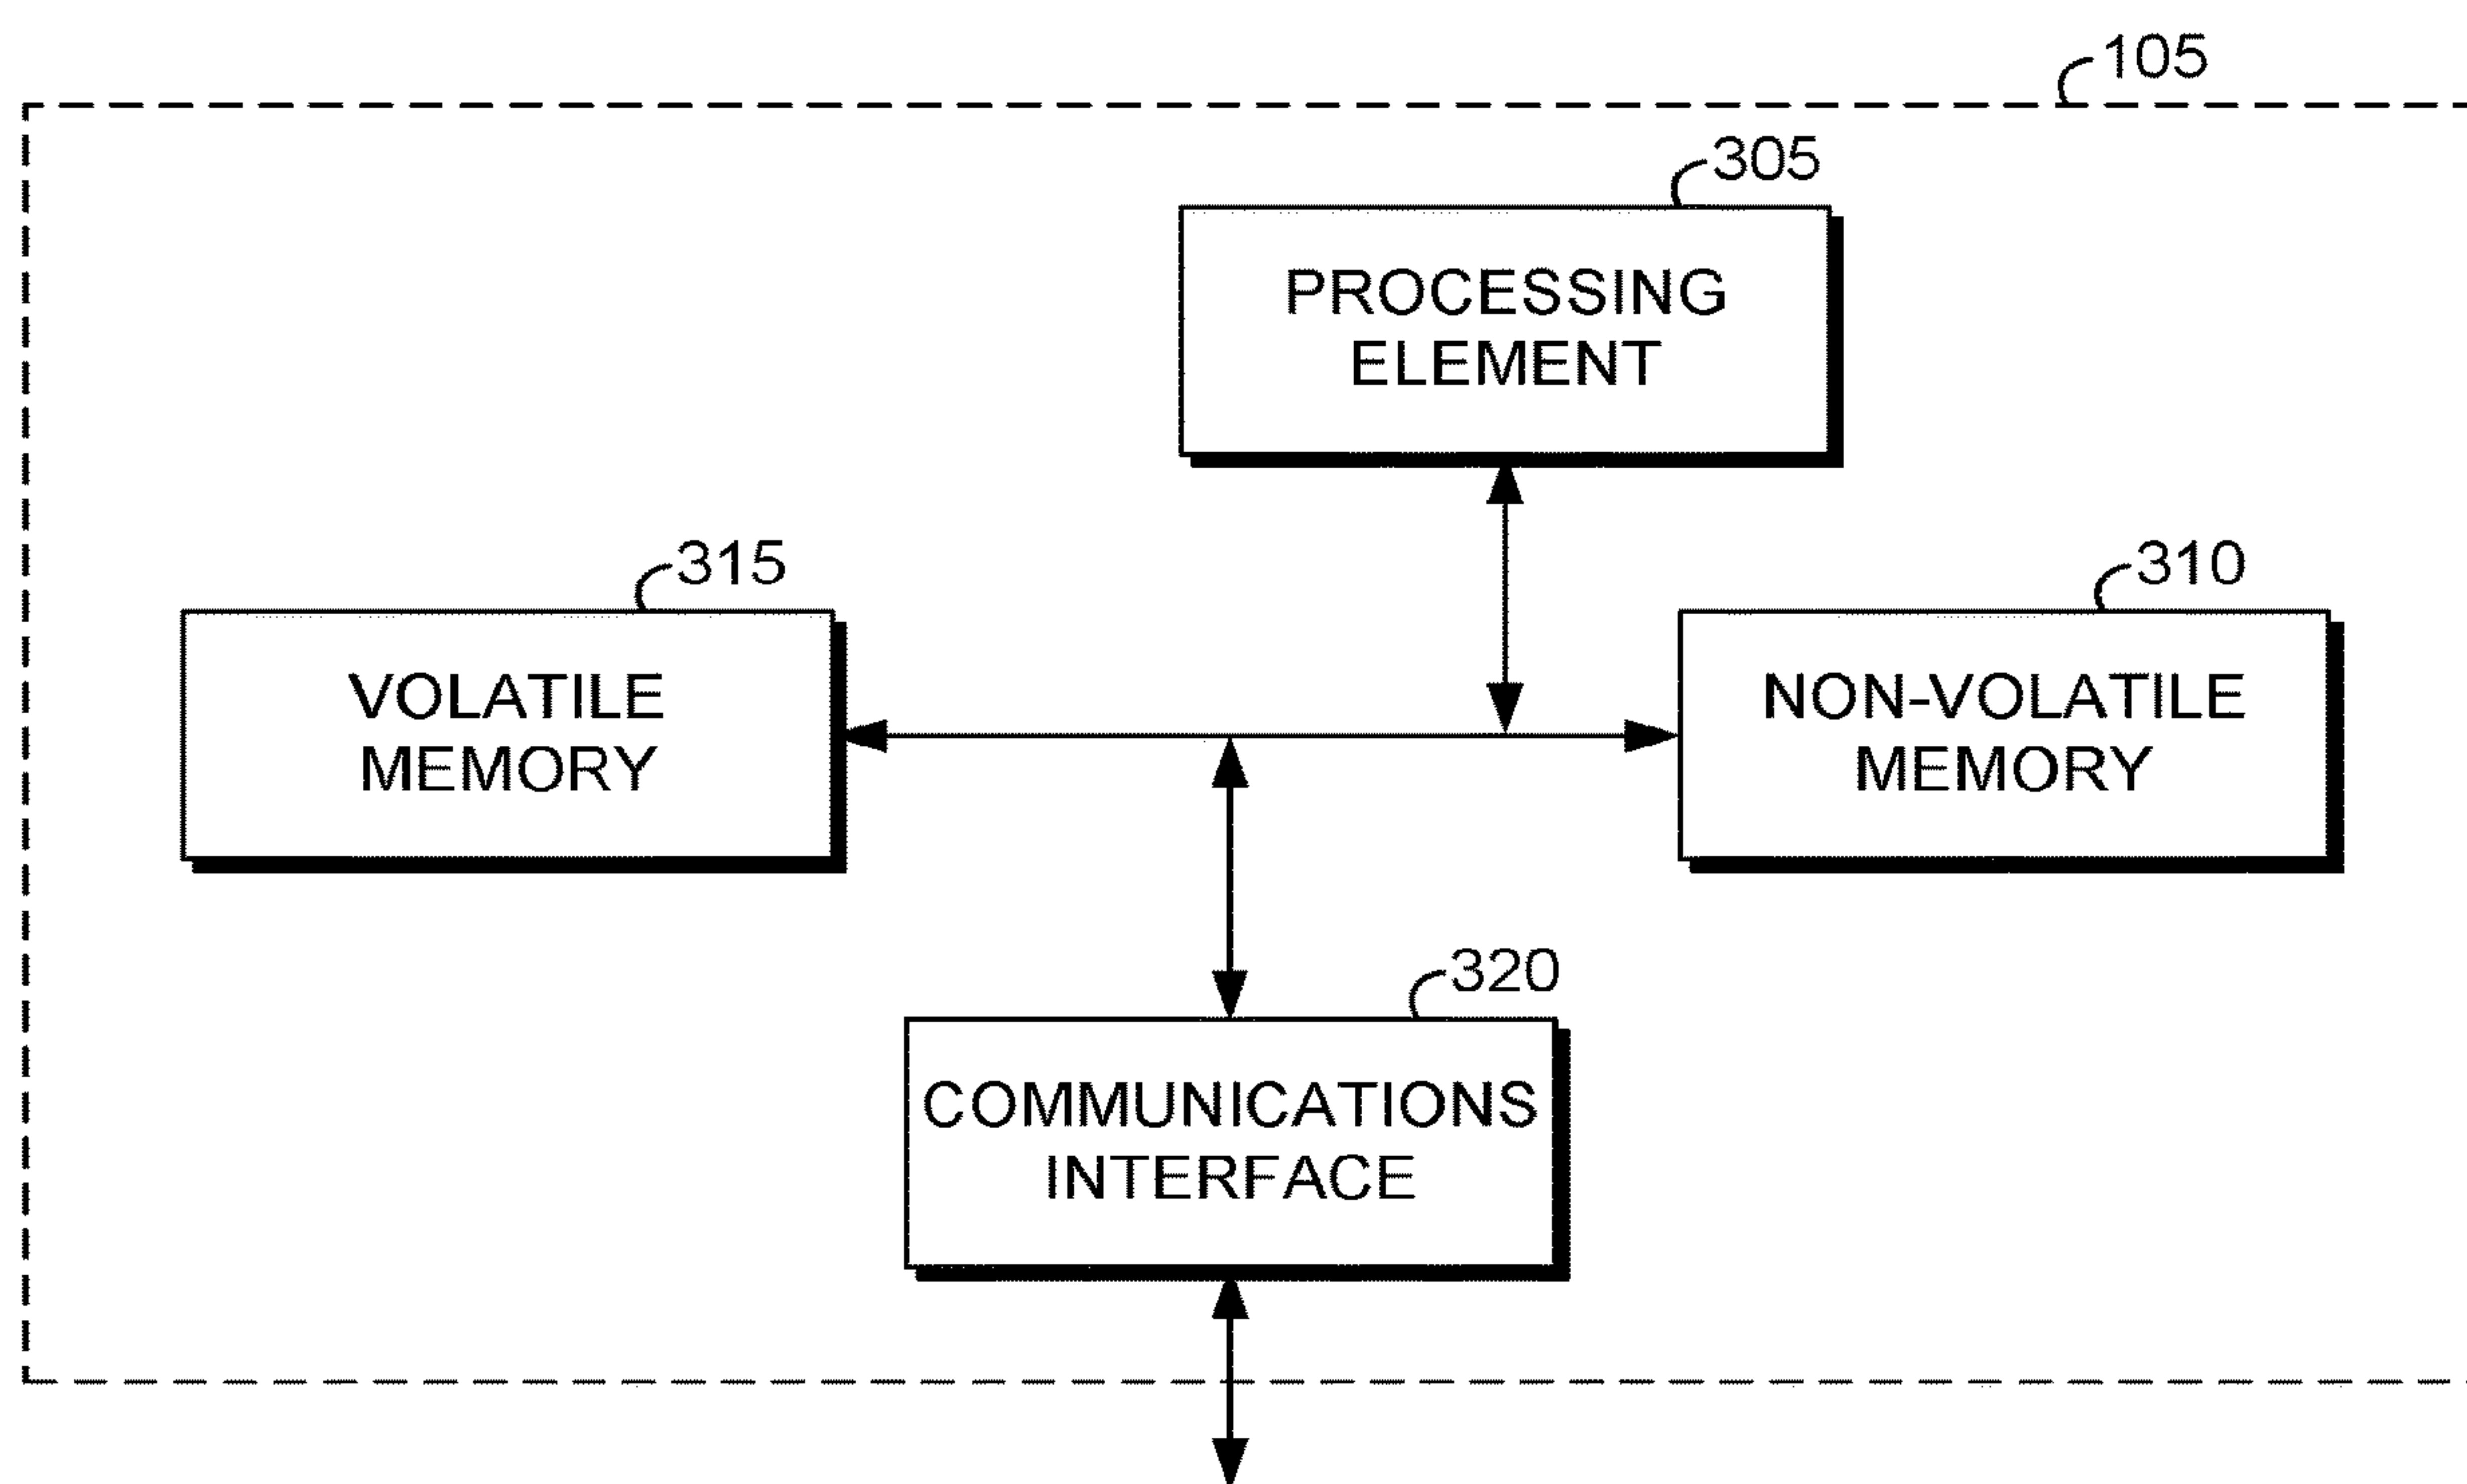 105
305
PROCESSING
ELEMENT
315
310
VOLATILE
MEMORY
NON-VOLATILE
MEMORY
320
COMMUNICATIONS
INTERFACE